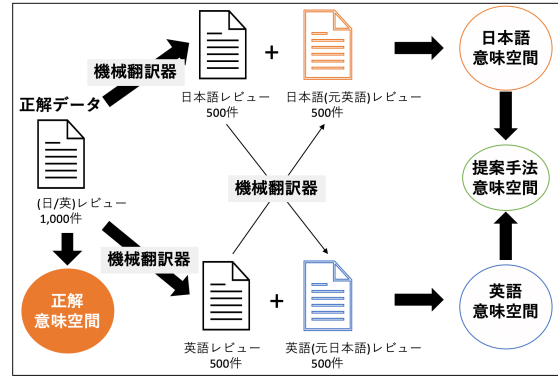 機械翻訳器
日本語レビュー
500件
+
日本語(元英語)レビュー
500件
日本語
意味空間
正解データ
(日/英)レビュー
1,000件
機械翻訳器
提案手法
意味空間
機械翻訳器
正解
意味空間
英語レビュー
500件
+
英語(元日本語)レビュー
500件
英語
意味空間